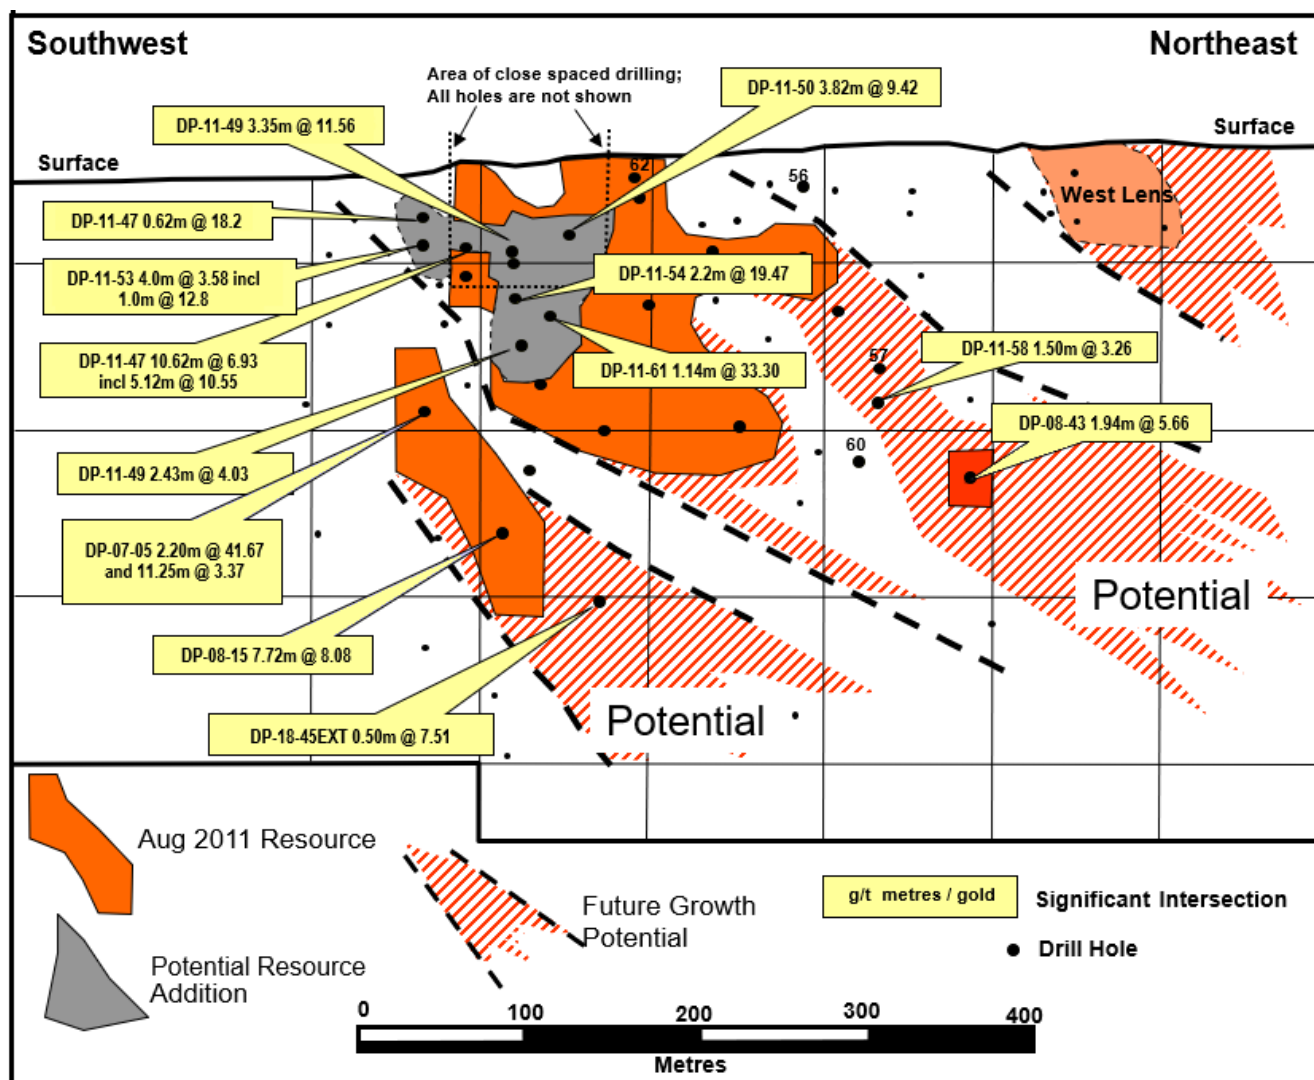 Southwest
Northeast
Area of close spaced drilling;
All holes are not shown
DP-11-50 3.82m @ 9.42
DP-11-49 3.35m @ 11.56
Surface
Surface
62
56
West Lens
DP-11-47 0.62m @ 18.2
DP-11-53 4.0m @ 3.58 incl
1.0m @ 12.8
DP-11-54 2.2m @ 19.47
DP-11-47 10.62m @ 6.93
incl 5.12m @ 10.55
DP-11-61 1.14m @ 33.30
57
DP-11-58 1.50m @ 3.26
DP-08-43 1.94m @ 5.66
60
DP-11-49 2.43m @ 4.03
DP-07-05 2.20m @ 41.67
and 11.25m @ 3.37
Potential
DP-08-15 7.72m @ 8.08
DP-18-45EXT 0.50m @ 7.51
Potential
Aug 2011 Resource
Potential Resource
Addition
Future Growth
Potential
g/t metres / gold
Significant Intersection
Drill Hole
0 100 200 300 400
Metres